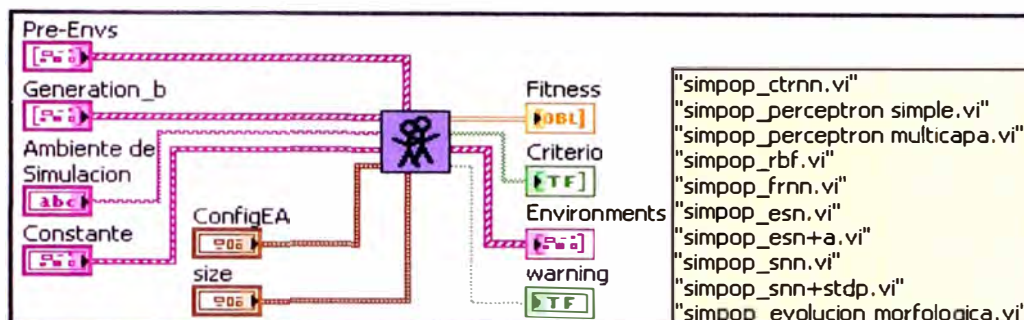 Pre-Envs
Generation_b
Ambiente de
Simulacion
abc
Constante
ConfigEA
size
Fitness
DBL
Criterio
TF
Environments
warning
TF
"simpop_ctrnn.vi"
"simpop_perceptron simple.vi"
"simpop_perceptron multicapa.vi"
"simpop_rbf.vi"
"simpop_frnn.vi"
"simpop_esn.vi"
"simpop_esn+a.vi"
"simpop_snn.vi"
"simpop_snn+stdp.vi"
"simpop_evolucion morfologica.vi"